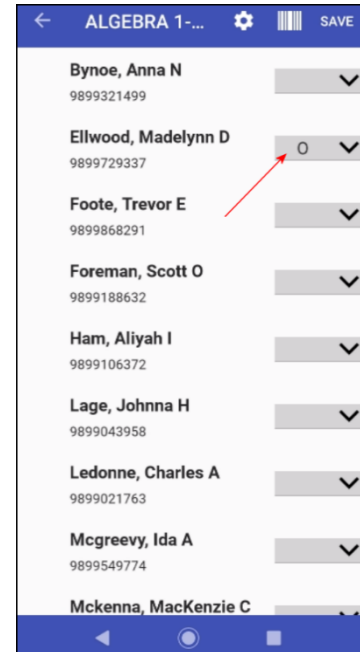 ALGEBRA 1-... SAVE
Bynoe, Anna N
9899321499
Ellwood, Madelynn D
9899729337
O
Foote, Trevor E
9899868291
Foreman, Scott O
9899188632
Ham, Aliyah I
9899106372
Lage, Johnna H
9899043958
Ledonne, Charles A
9899021763
Mcgreevy, Ida A
9899549774
Mckenna, MacKenzie C